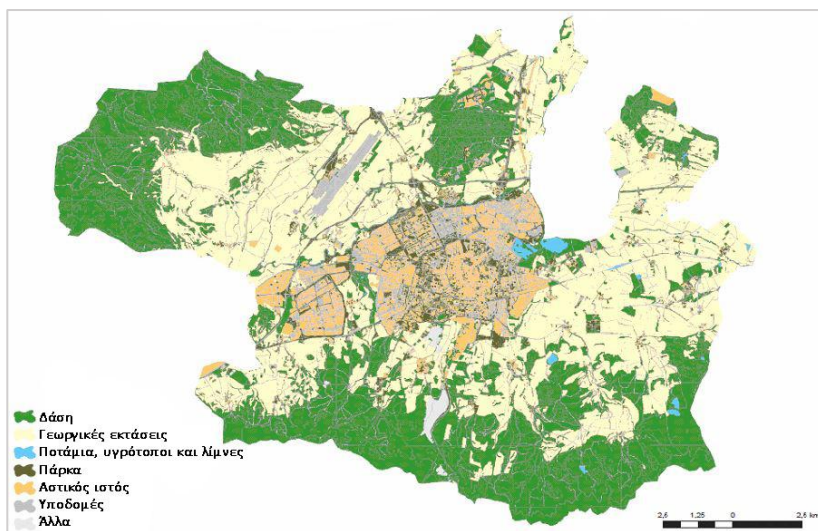 Δάση
Γεωργικές εκτάσεις
Ποτάμια, υγρότοποι και λίμνες
Πάρκα
Αστικός ιστός
Υποδομές
Άλλα
2,5 1,25 0 2,5 km